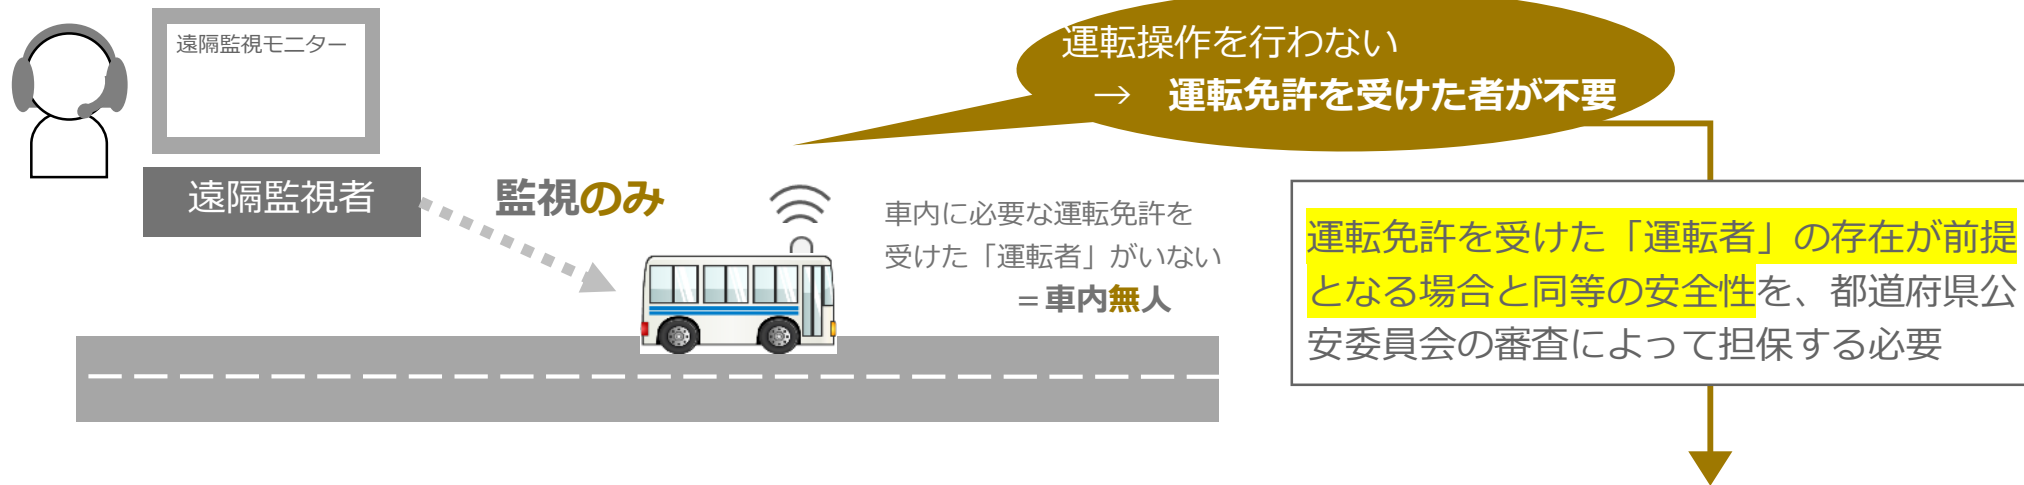 遠隔監視モニター
遠隔監視者
監視のみ
運転操作を行わない
→ 運転免許を受けた者が不要
車内に必要な運転免許を
受けた「運転者」がいない
＝車内無人
運転免許を受けた「運転者」の存在が前提
となる場合と同等の安全性を、都道府県公
安委員会の審査によって担保する必要